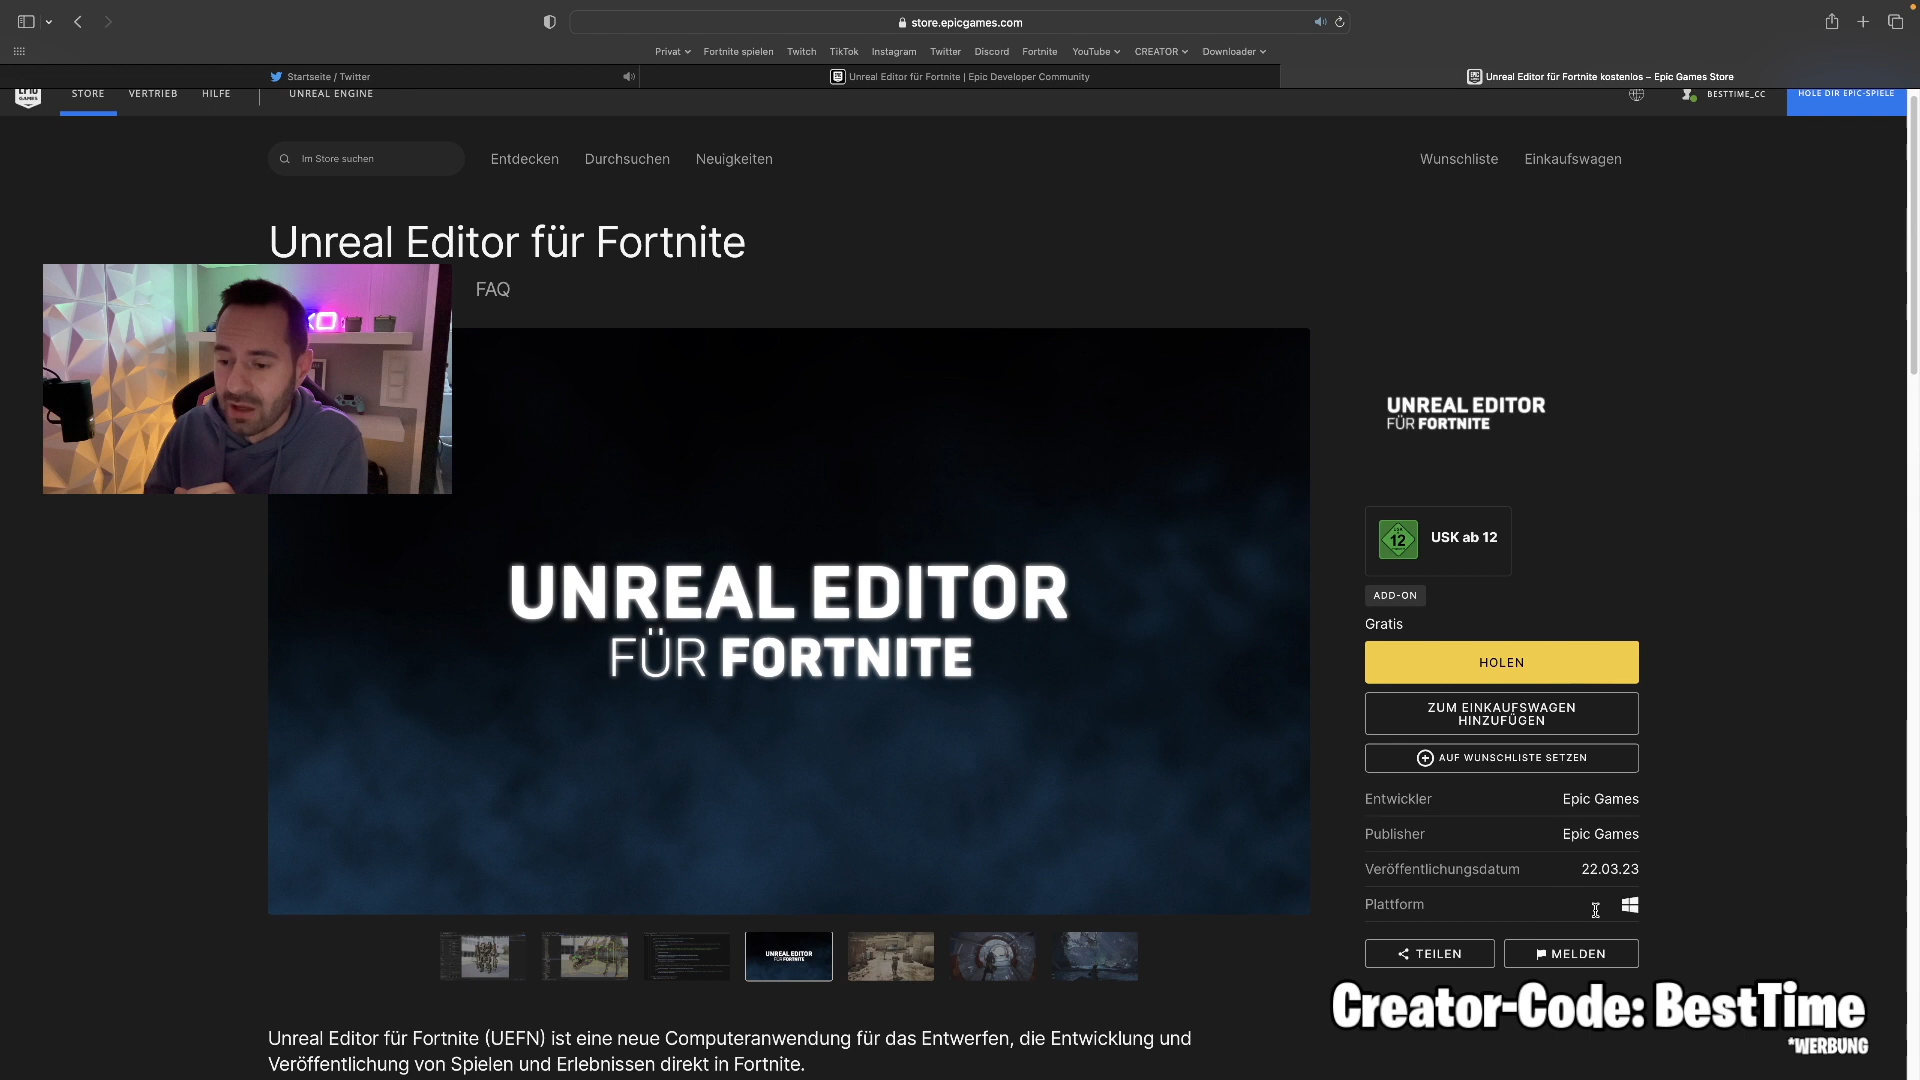 store.epicgames.com
Privat
Fortnite spielen
Twitch
TikTok
Instagram
Twitter
Discord
Fortnite
YouTube
CREATOR
Downloader
Startseite / Twitter
Unreal Editor für Fortnite | Epic Developer Community
Unreal Editor für Fortnite kostenlos – Epic Games Store
STORE
VERTRIEB
HILFE
UNREAL ENGINE
BESTTIME_CC
HOLE DIR EPIC-SPIELE
Im Store suchen
Entdecken
Durchsuchen
Neuigkeiten
Wunschliste
Einkaufswagen
Unreal Editor für Fortnite
FAQ
UNREAL EDITOR
FÜR FORTNITE
UNREAL EDITOR
FÜR FORTNITE
12
USK ab 12
ADD-ON
Gratis
HOLEN
ZUM EINKAUFSWAGEN
HINZUFÜGEN
AUF WUNSCHLISTE SETZEN
Entwickler
Epic Games
Publisher
Epic Games
Veröffentlichungsdatum
22.03.23
Plattform
TEILEN
MELDEN
UNREAL EDITOR
FÜR FORTNITE
Creator-Code: BestTime
*WERBUNG
Unreal Editor für Fortnite (UEFN) ist eine neue Computeranwendung für das Entwerfen, die Entwicklung und
Veröffentlichung von Spielen und Erlebnissen direkt in Fortnite.